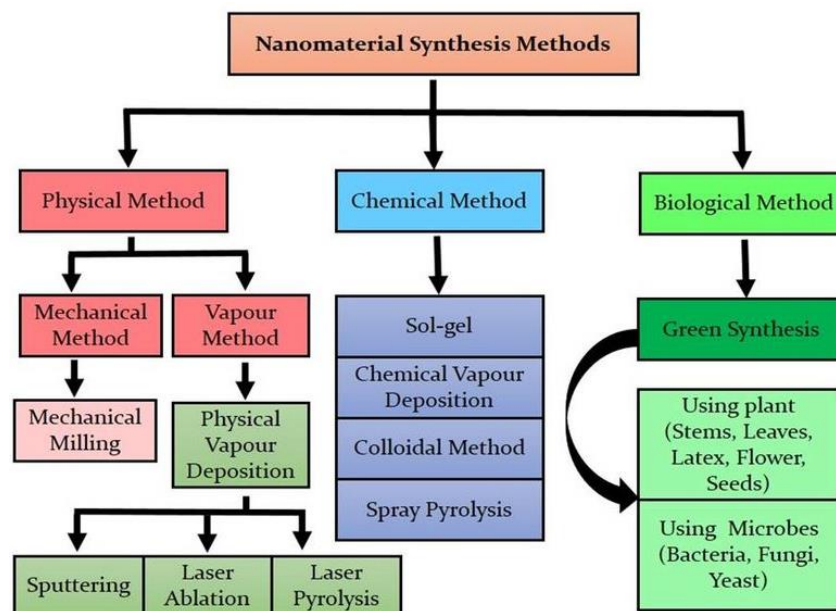 Nanomaterial Synthesis Methods
Physical Method
Chemical Method
Biological Method
Mechanical
Method
Vapour
Method
Mechanical
Milling
Physical
Vapour
Deposition
Sputtering
Laser
Ablation
Laser
Pyrolysis
Sol-gel
Chemical Vapour
Deposition
Colloidal Method
Spray Pyrolysis
Green Synthesis
Using plant
(Stems, Leaves,
Latex, Flower,
Seeds)
Using Microbes
(Bacteria, Fungi,
Yeast)